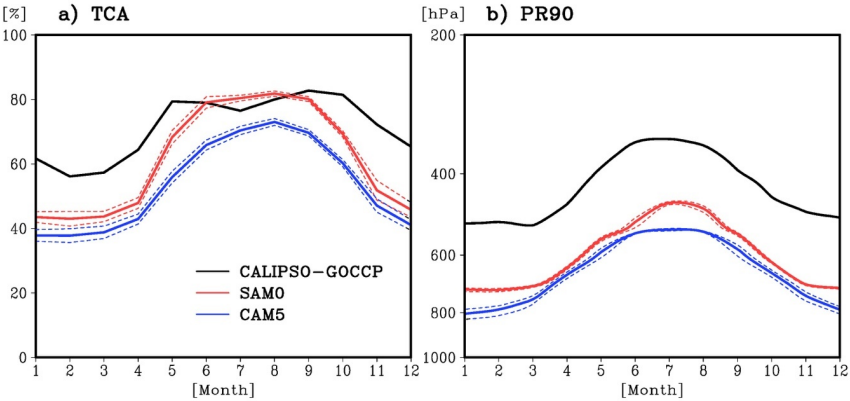 [%] a) TCA
100
80
60
40
20
0
CALIPSO-GOCCP
SAM0
CAM5
1 2 3 4 5 6 7 8 9 10 11 12
[Month]
[hPa] b) PR90
200
400
600
800
1000
1 2 3 4 5 6 7 8 9 10 11 12
[Month]